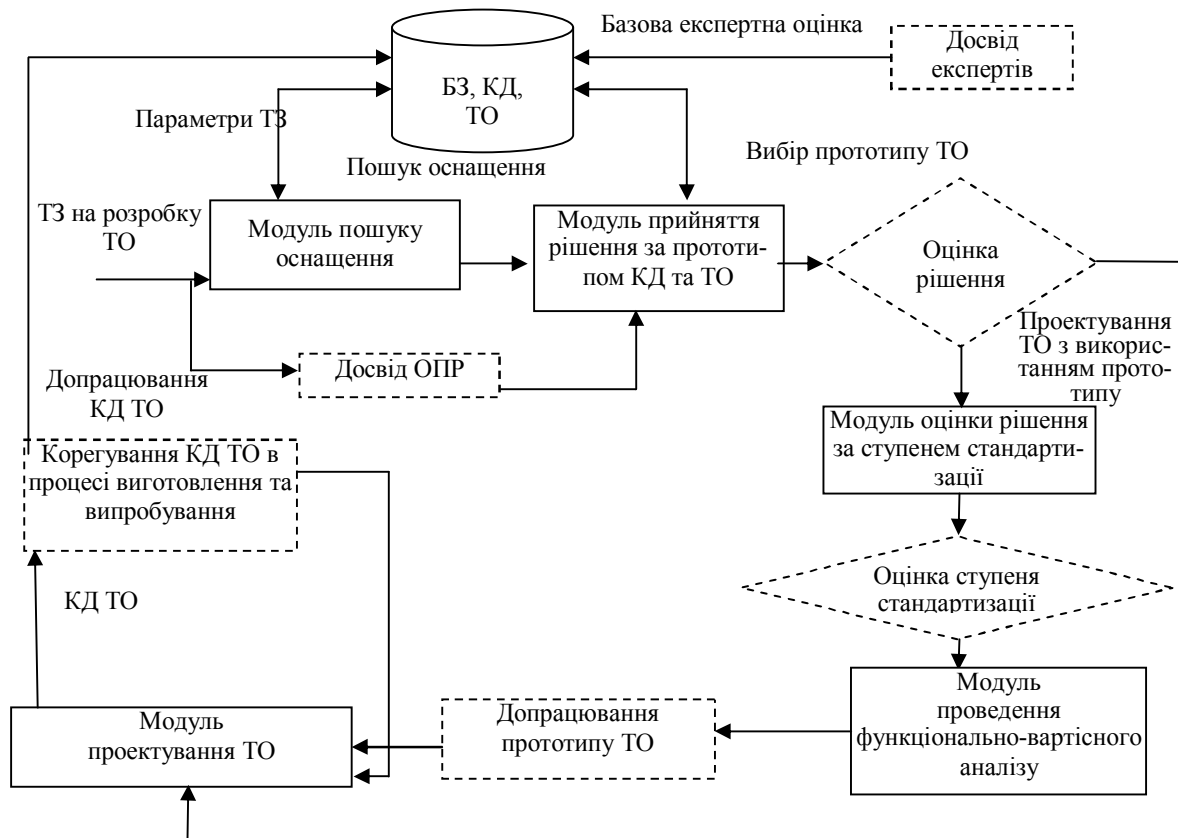 Базова експертна оцінка
Досвід
експертів
БЗ, КД,
ТО
Параметри ТЗ
Пошук оснащення
Вибір прототипу ТО
ТЗ на розробку
ТО
Модуль пошуку
оснащення
Модуль прийняття
рішення за прототи-
пом КД та ТО
Оцінка
рішення
Проектування
ТО з викорис-
танням прото-
типу
Досвід ОПР
Допрацювання
КД ТО
Модуль оцінки рішення
за ступенем стандарти-
зації
Корегування КД ТО в
процесі виготовлення та
випробування
Оцінка ступеня
стандартизації
КД ТО
Модуль
проектування ТО
Допрацювання
прототипу ТО
Модуль
проведення
функціонально-вартісного
аналізу